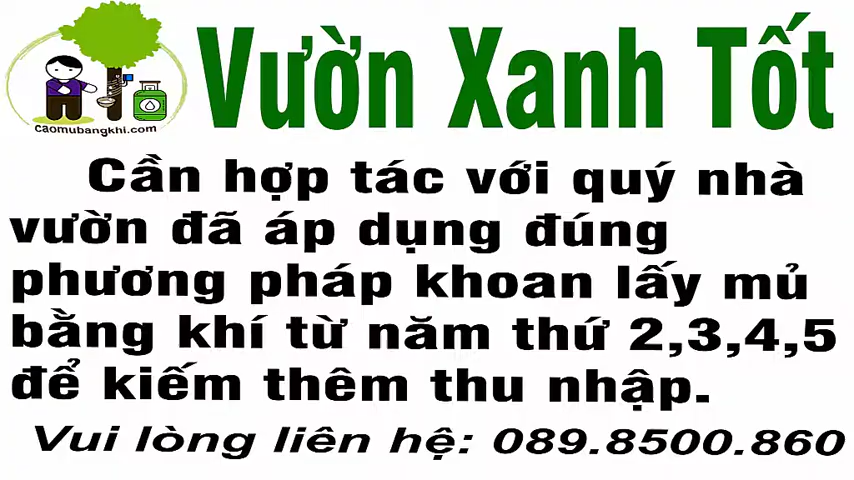 Vườn Xanh Tốt
caomubangkhi.com
Cần hợp tác với quý nhà
vườn đã áp dụng đúng
phương pháp khoan lấy mủ
bằng khí từ năm thứ 2,3,4,5
để kiếm thêm thu nhập.
Vui lòng liên hệ: 089.8500.860